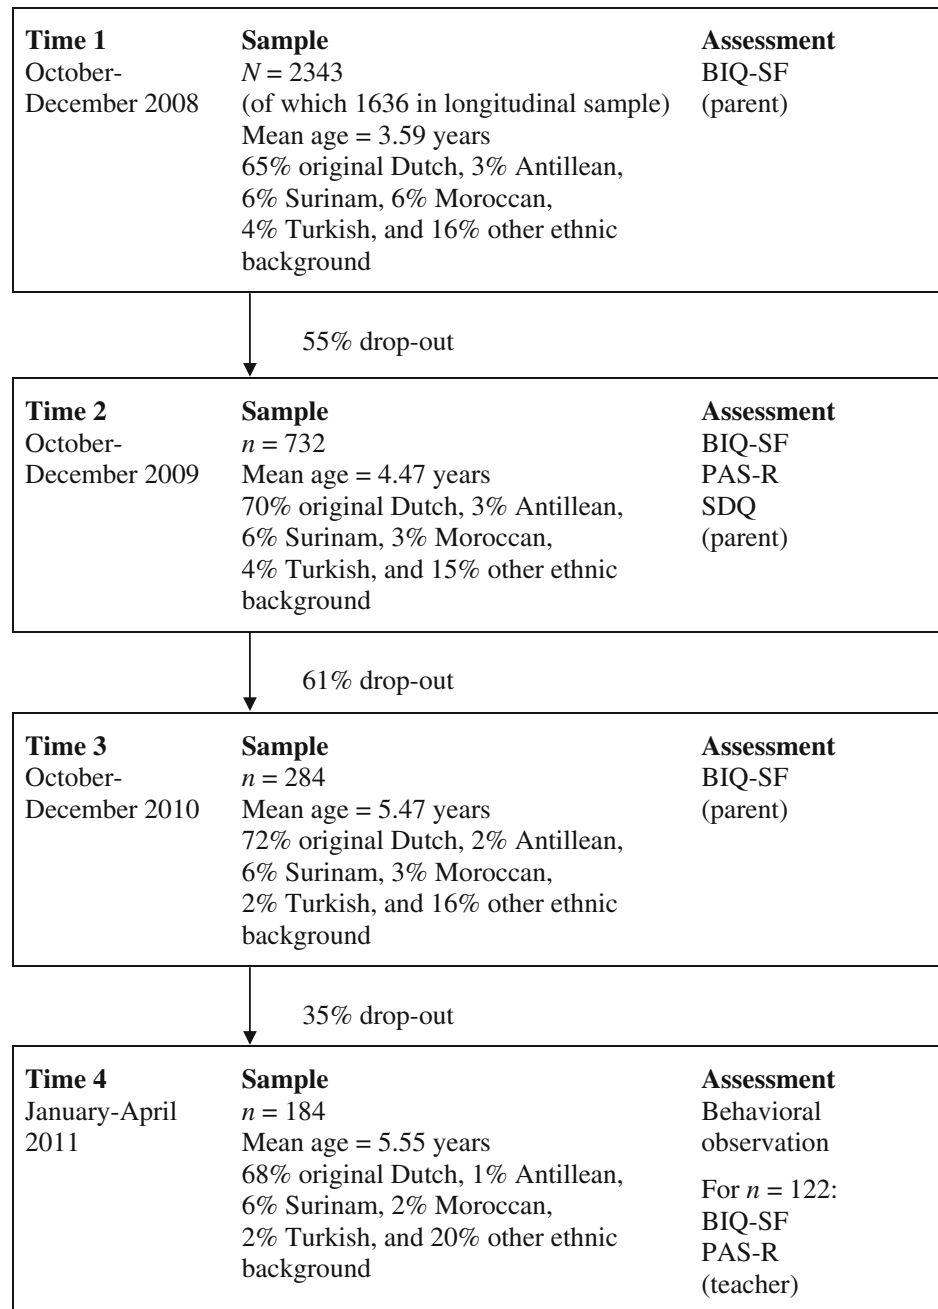 Time 1
October-
December 2008
Sample
N = 2343
(of which 1636 in longitudinal sample)
Mean age = 3.59 years
65% original Dutch, 3% Antillean,
6% Surinam, 6% Moroccan,
4% Turkish, and 16% other ethnic
background
Assessment
BIQ-SF
(parent)
55% drop-out
Time 2
October-
December 2009
Sample
n = 732
Mean age = 4.47 years
70% original Dutch, 3% Antillean,
6% Surinam, 3% Moroccan,
4% Turkish, and 15% other ethnic
background
Assessment
BIQ-SF
PAS-R
SDQ
(parent)
61% drop-out
Time 3
October-
December 2010
Sample
n = 284
Mean age = 5.47 years
72% original Dutch, 2% Antillean,
6% Surinam, 3% Moroccan,
2% Turkish, and 16% other ethnic
background
Assessment
BIQ-SF
(parent)
35% drop-out
Time 4
January-April
2011
Sample
n = 184
Mean age = 5.55 years
68% original Dutch, 1% Antillean,
6% Surinam, 2% Moroccan,
2% Turkish, and 20% other ethnic
background
Assessment
Behavioral
observation
For n = 122:
BIQ-SF
PAS-R
(teacher)